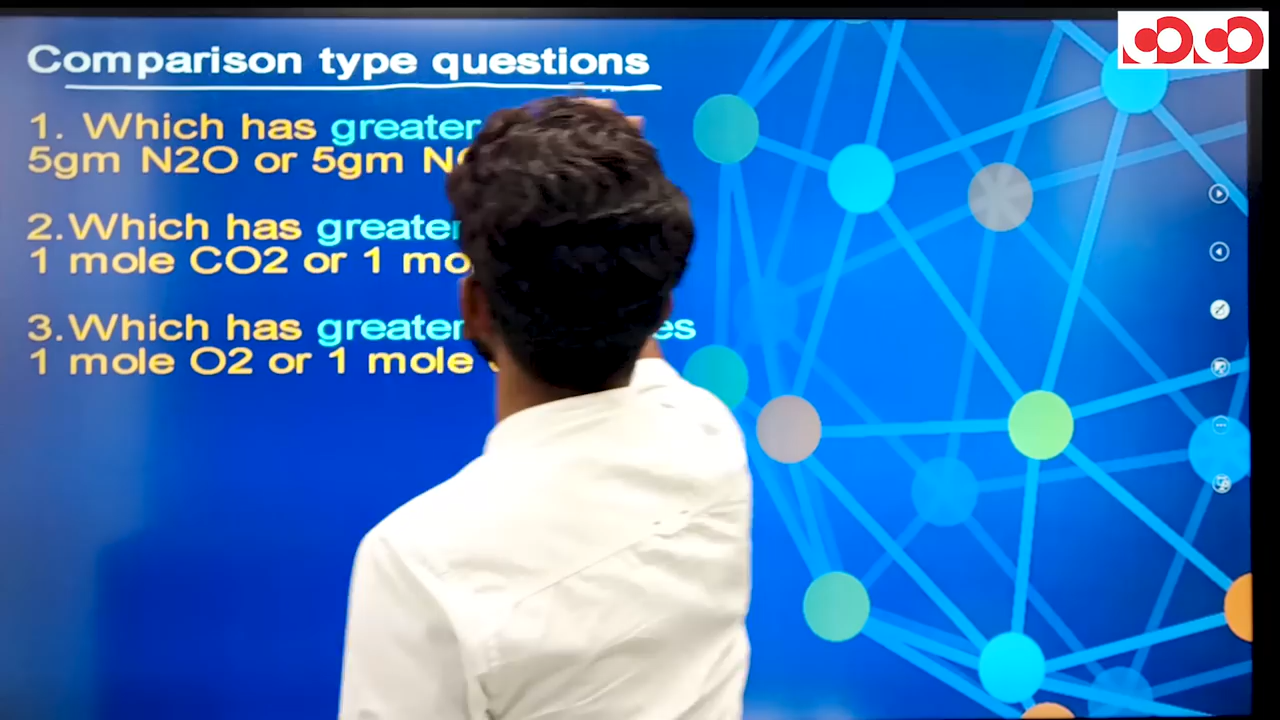 Comparison type questions
1. Which has greater
5gm N2O or 5gm
2.Which has greater
1 mole CO2 or 1
3.Which has greater
1 mole O2 or 1 mole